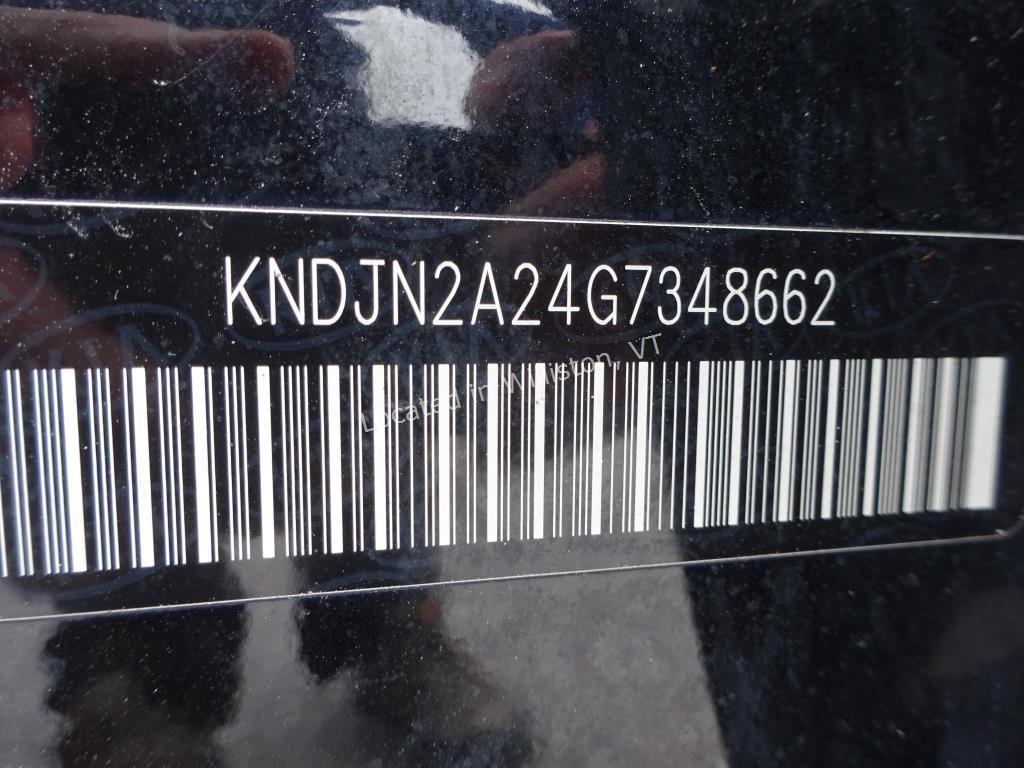 KNDJN2A24G7348662
Located in Williston, VT